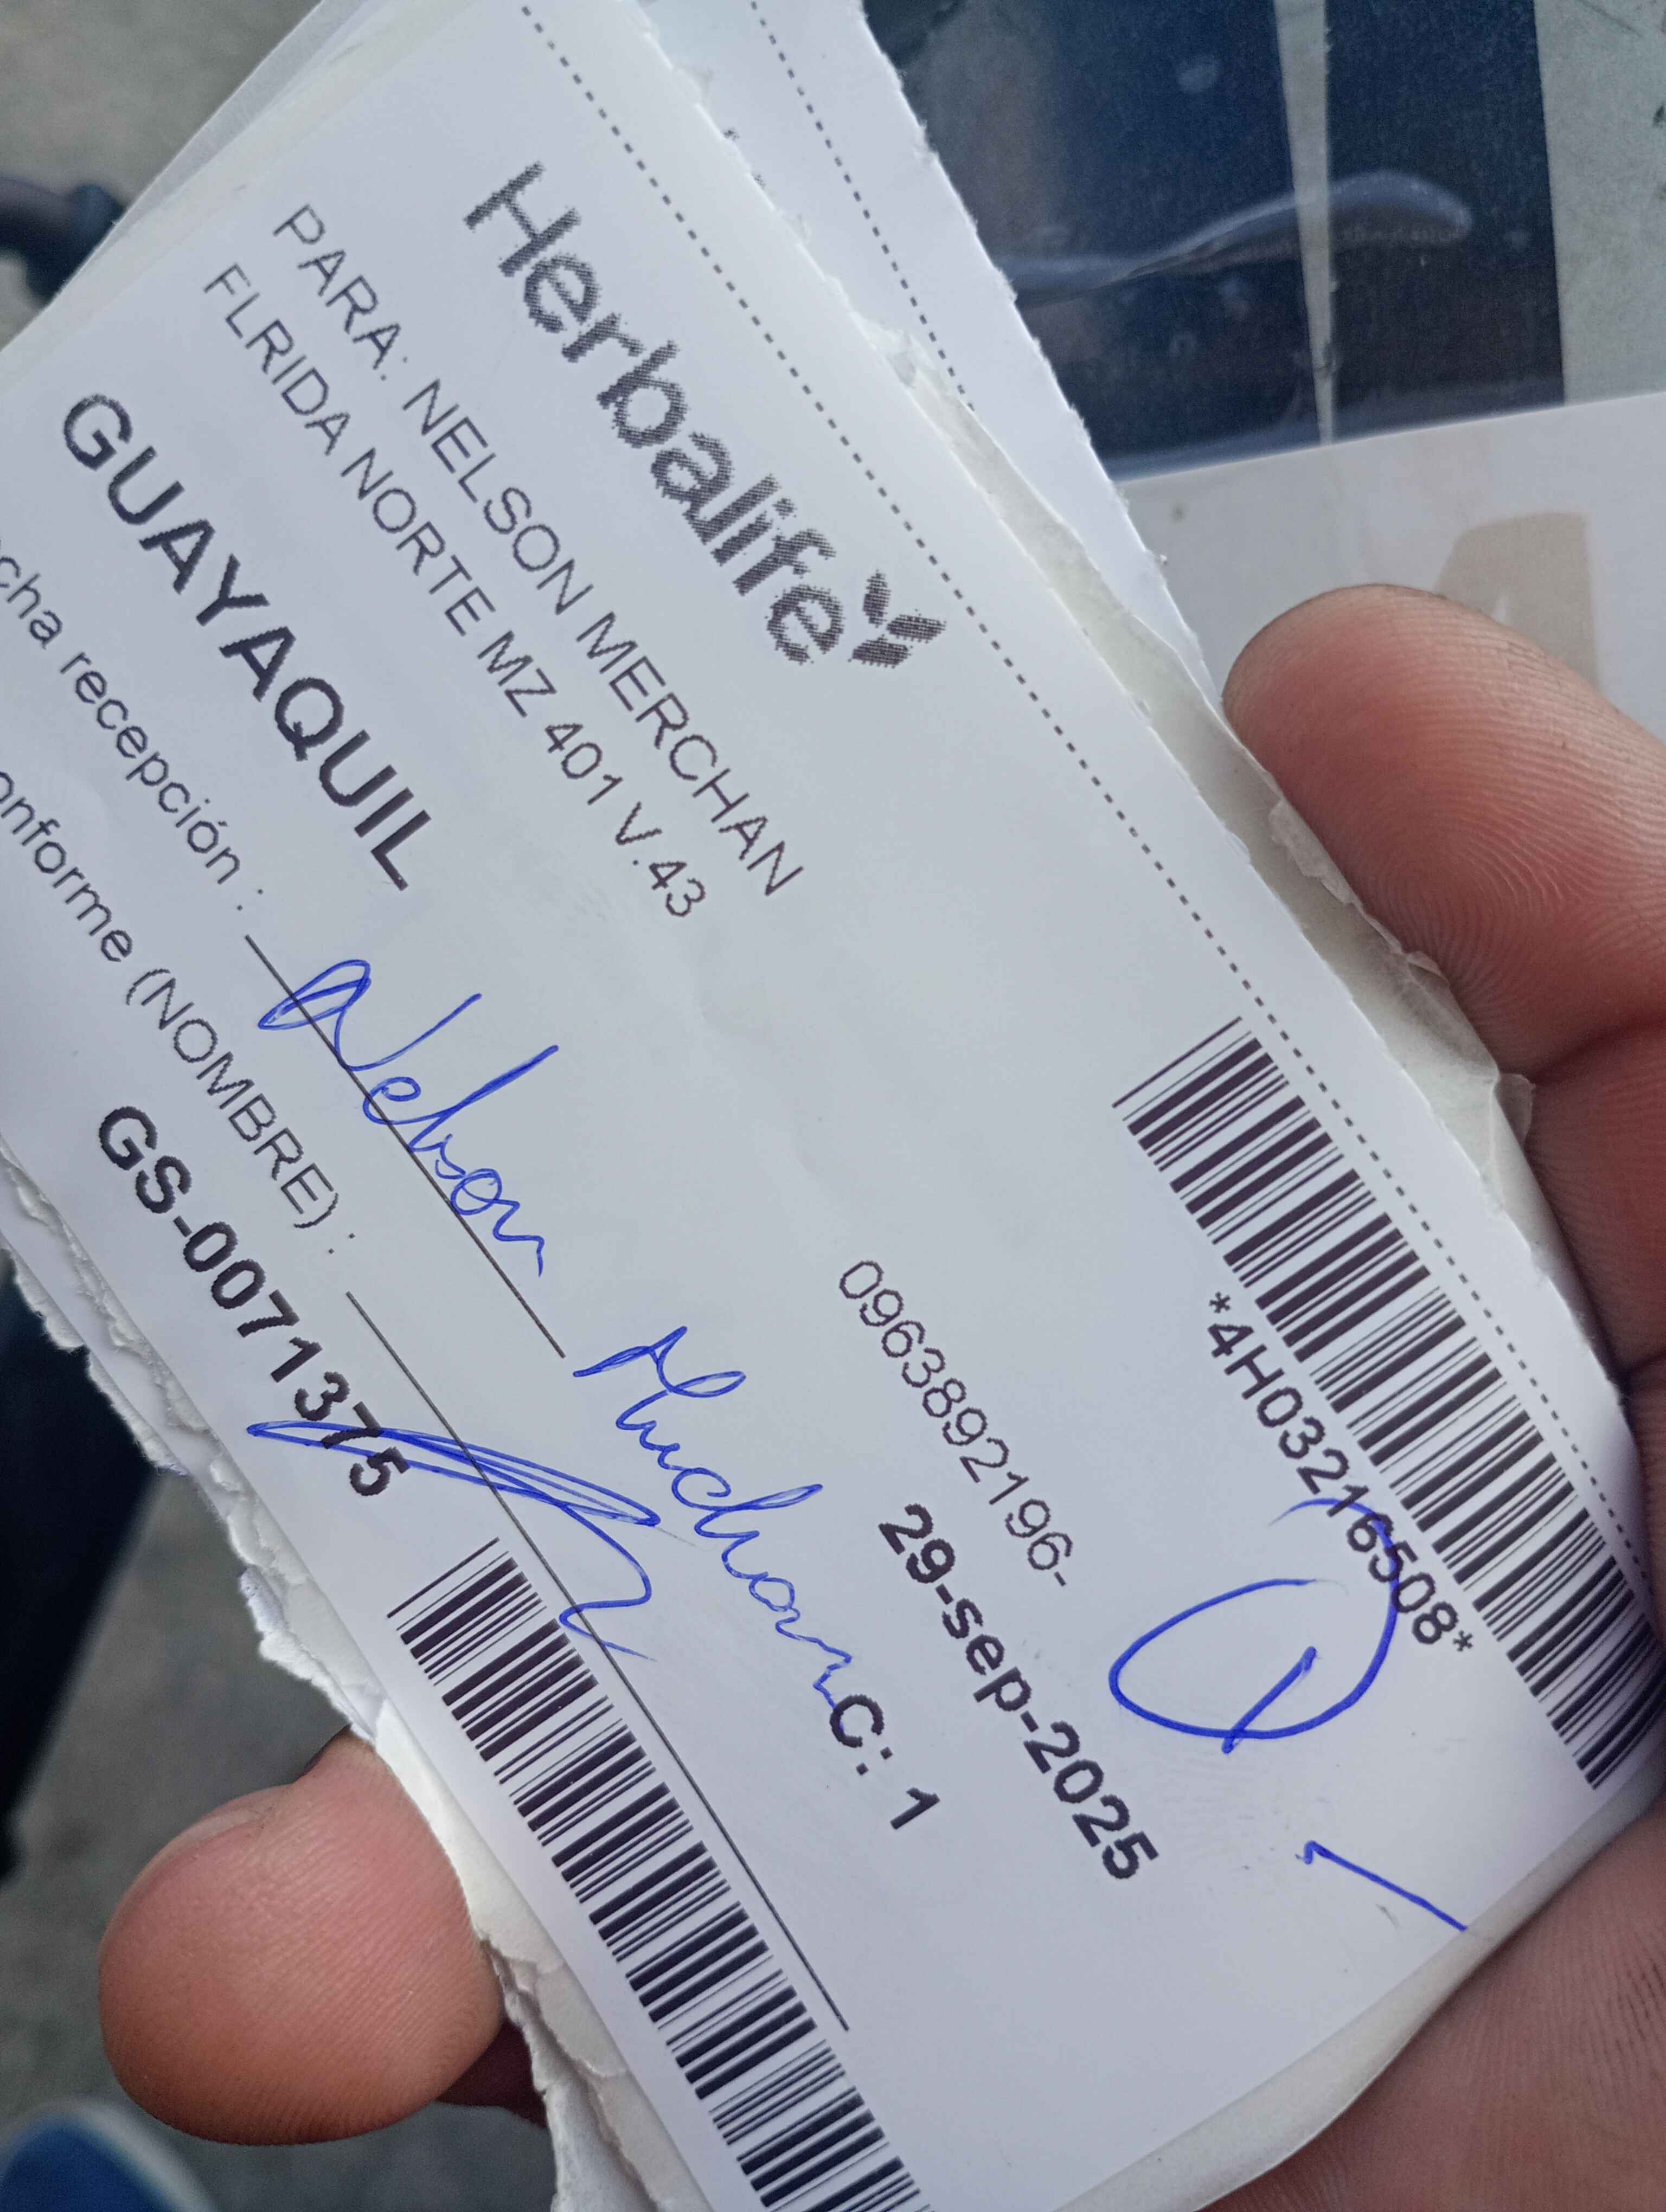 Herbalife
*4H032165508*
PARA: NELSON MERCHAN
FLRIDA NORTE MZ 401 V.43
0963892196-
GUAYAQUIL
29-sep-2025
cha recepción :
Nelson Merchan
C: 1
onforme (NOMBRE) :
GS-0071375